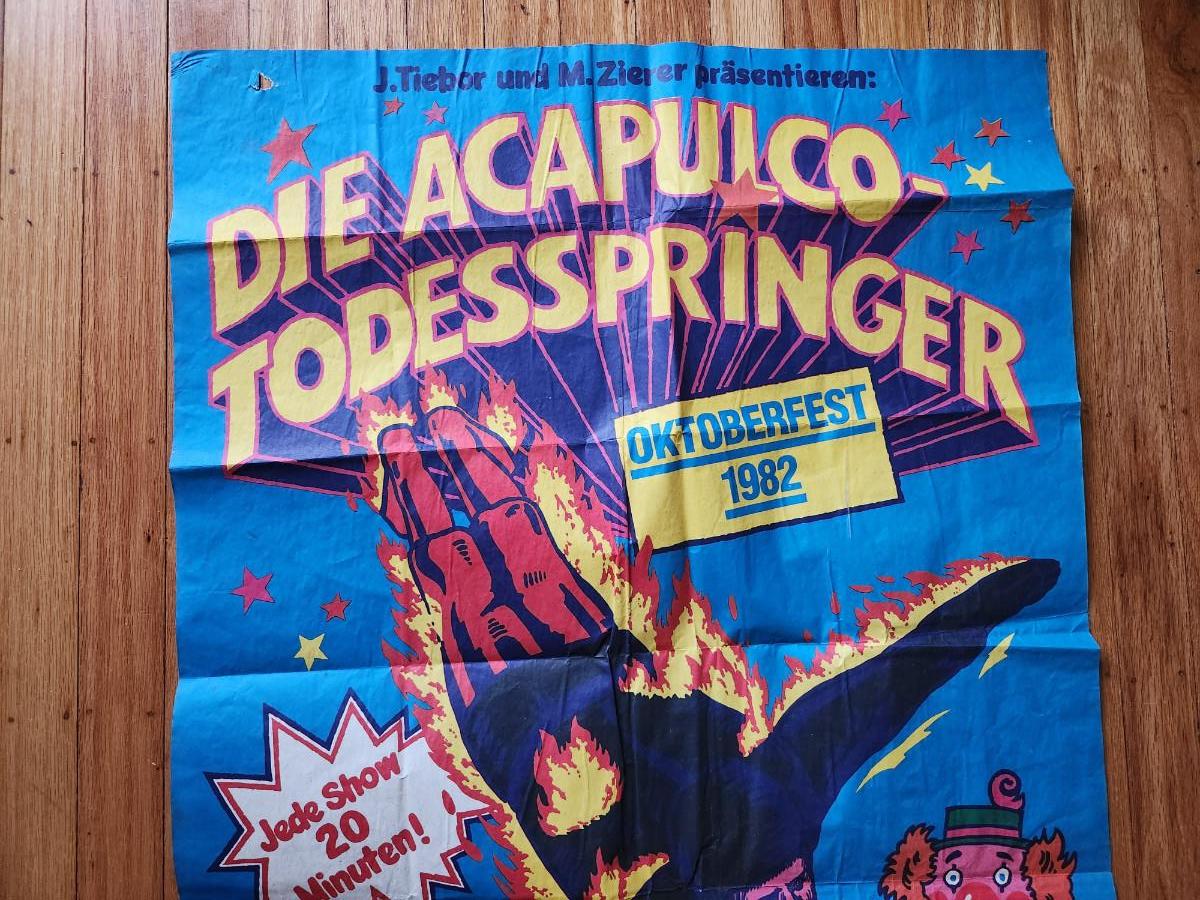 J.Tiebor und M.Zierer präsentieren:
DIE ACAPULCO-
TODESSPRINGER
OKTOBERFEST
1982
Jede Show
20
Minuten!